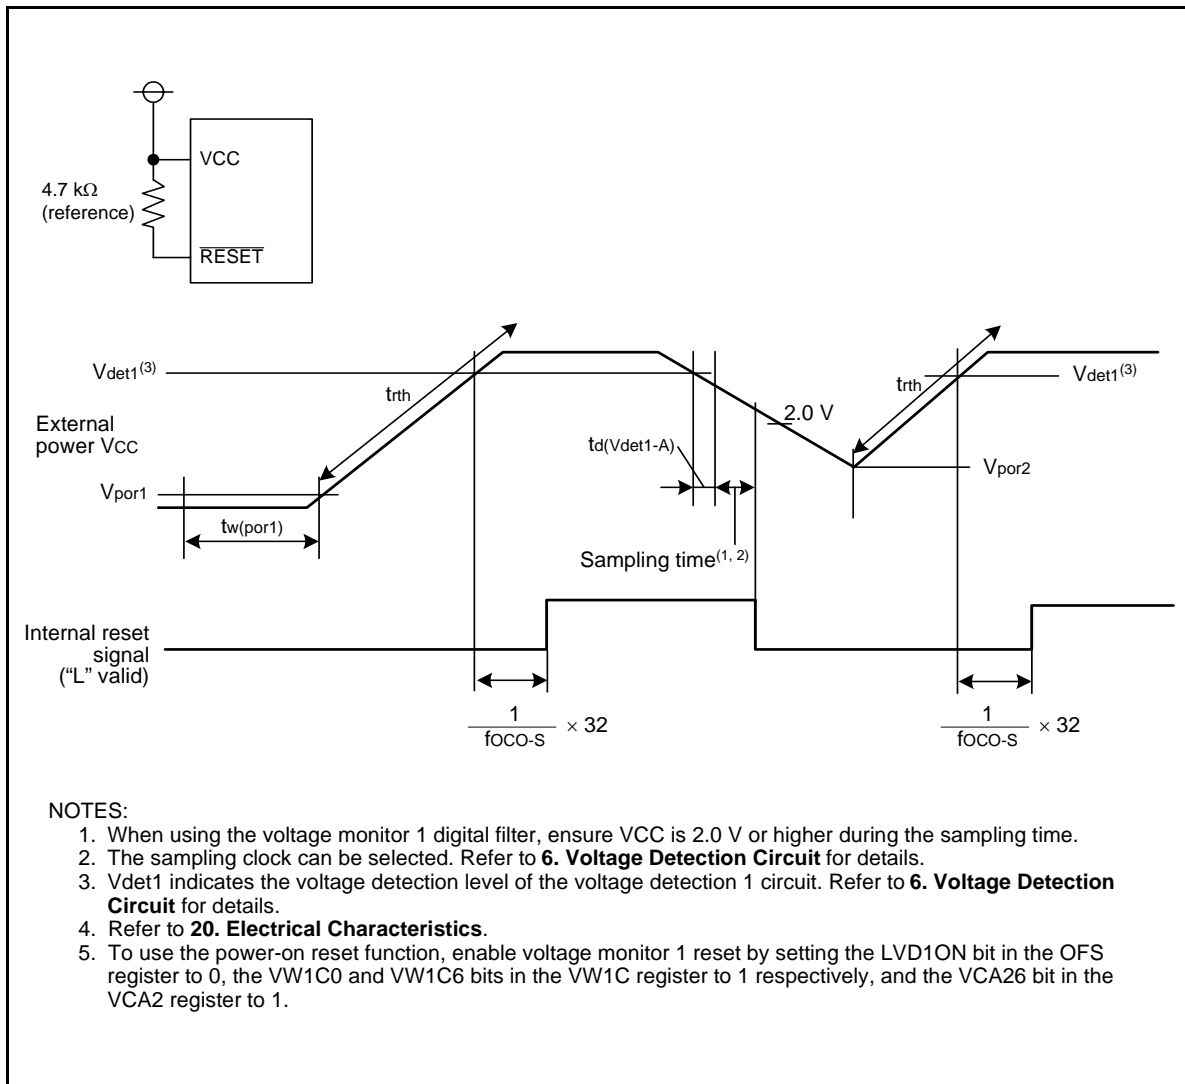 VCC
4.7 kΩ
(reference)
RESET
Vdet1(3)
trth
External
power VCC
Vpor1
tw(por1)
td(Vdet1-A)
2.0 V
Sampling time(1, 2)
trth
Vdet1(3)
Vpor2
Internal reset
signal
(“L” valid)
1
fOCO-S
× 32
1
fOCO-S
× 32
NOTES:
1. When using the voltage monitor 1 digital filter, ensure VCC is 2.0 V or higher during the sampling time.
2. The sampling clock can be selected. Refer to 6. Voltage Detection Circuit for details.
3. Vdet1 indicates the voltage detection level of the voltage detection 1 circuit. Refer to 6. Voltage Detection
Circuit for details.
4. Refer to 20. Electrical Characteristics.
5. To use the power-on reset function, enable voltage monitor 1 reset by setting the LVD1ON bit in the OFS
register to 0, the VW1C0 and VW1C6 bits in the VW1C register to 1 respectively, and the VCA26 bit in the
VCA2 register to 1.